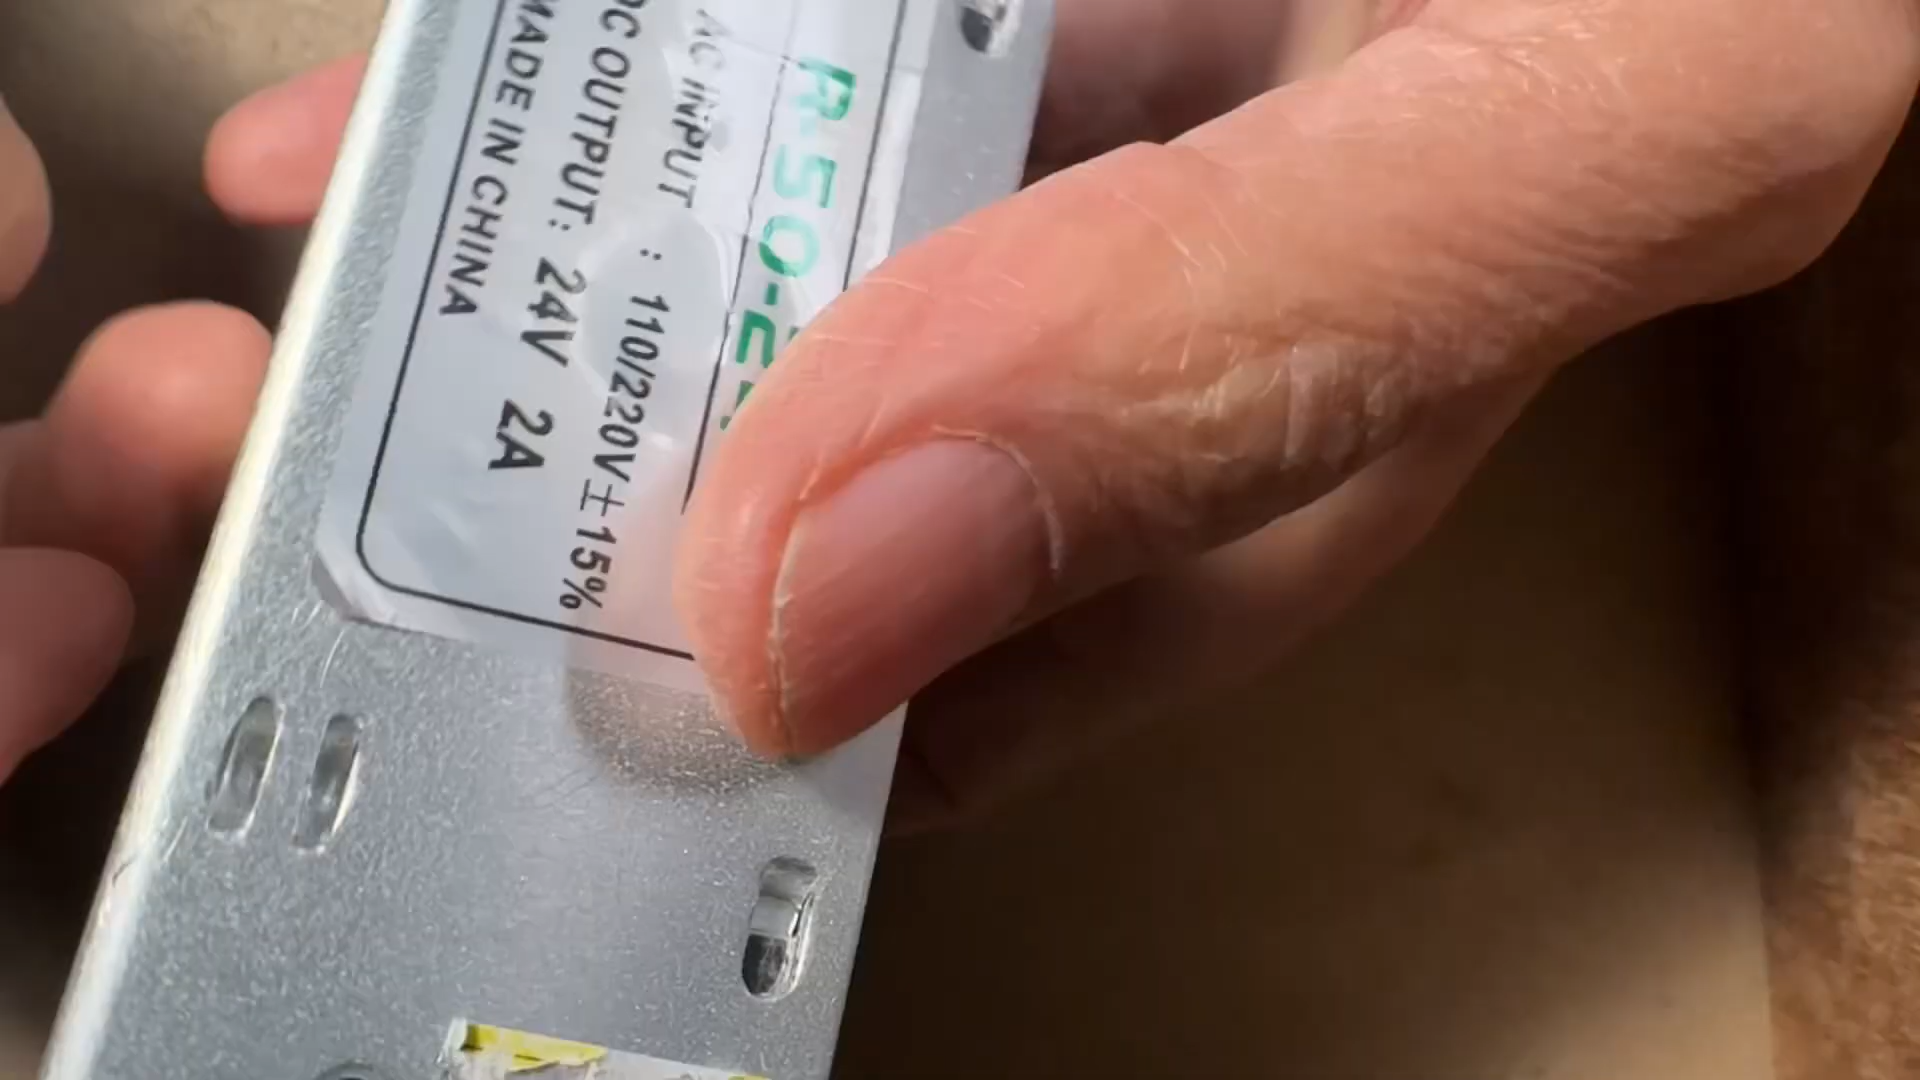 R-50-2
AC INPUT : 110/220V±15%
DC OUTPUT: 24V 2A
MADE IN CHINA